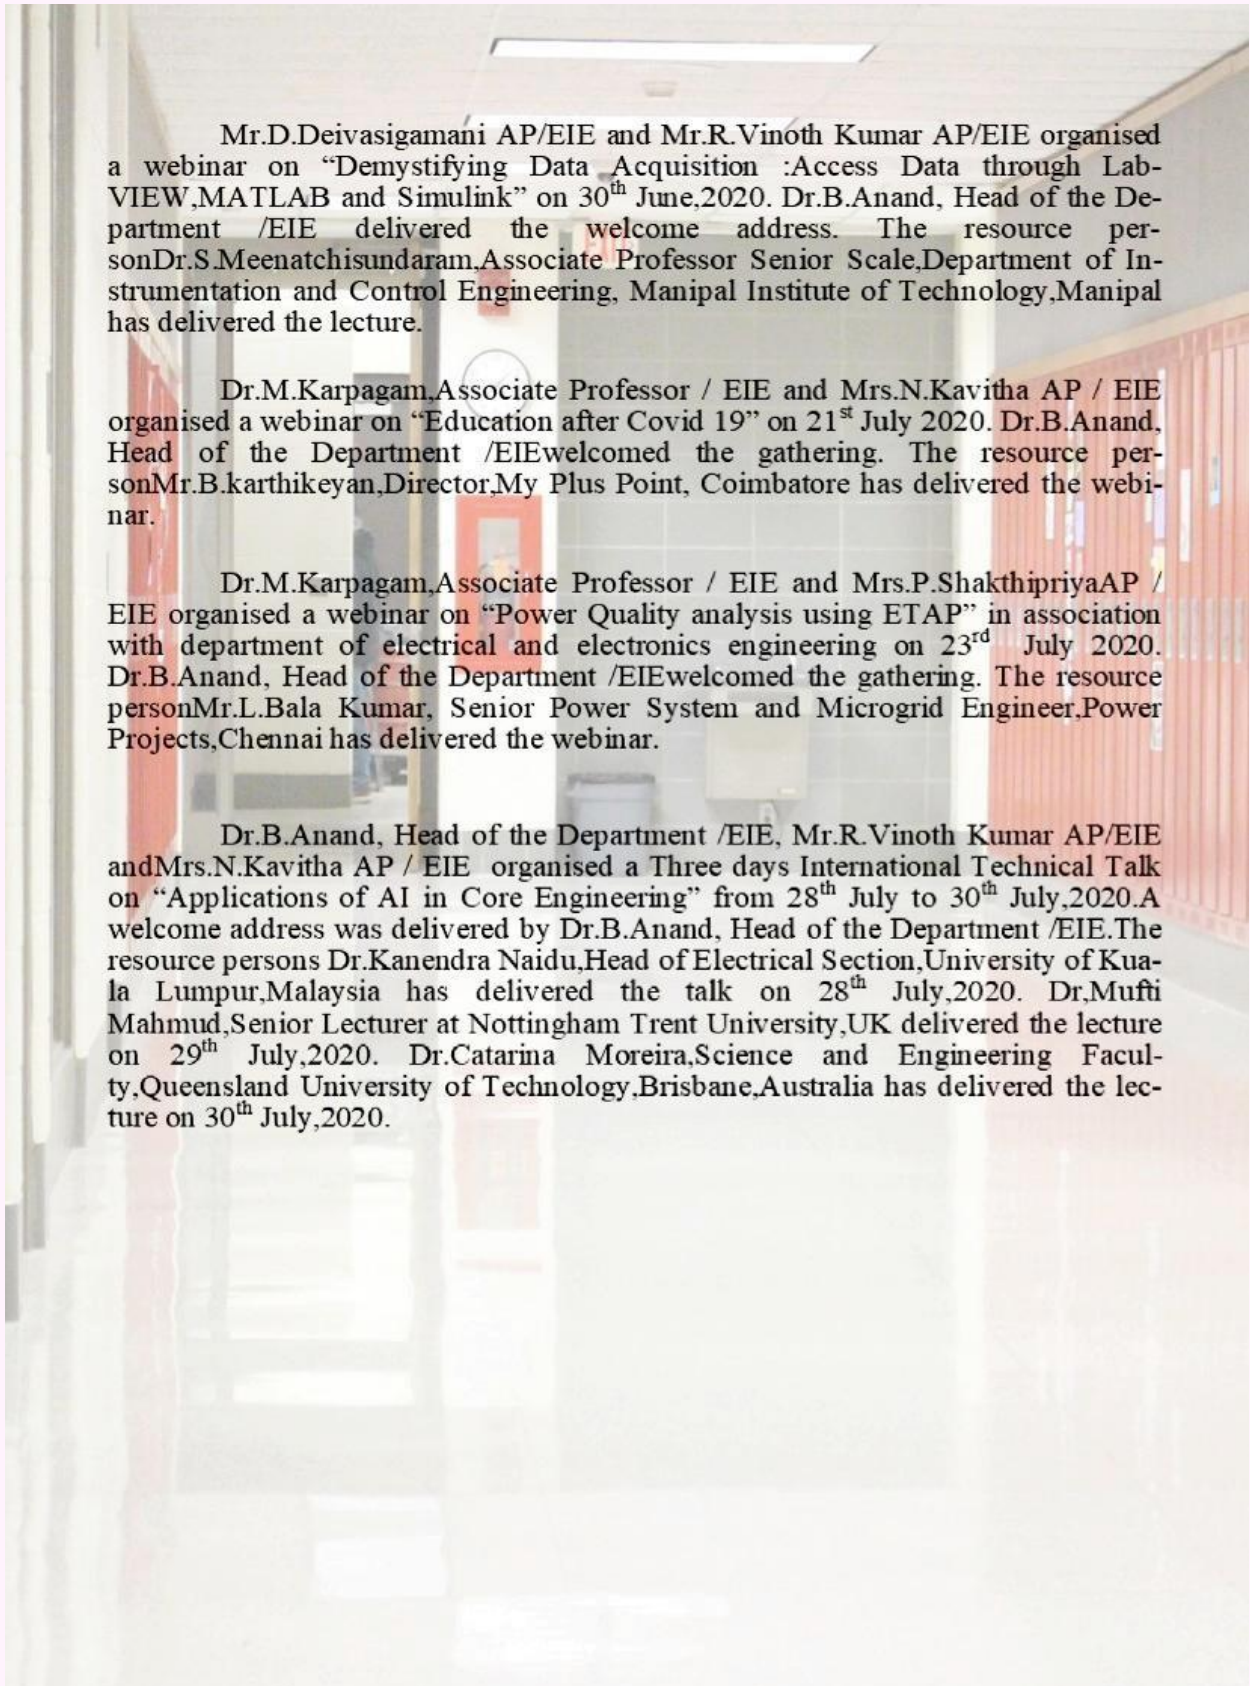 Mr.D.Deivasigamani AP/EIE and Mr.R.Vinoth Kumar AP/EIE organised
a webinar on “Demystifying Data Acquisition :Access Data through Lab-
VIEW,MATLAB and Simulink” on 30th June,2020. Dr.B.Anand, Head of the De-
partment /EIE delivered the welcome address. The resource per-
sonDr.S.Meenatchisundaram,Associate Professor Senior Scale,Department of In-
strumentation and Control Engineering, Manipal Institute of Technology,Manipal
has delivered the lecture.
Dr.M.Karpagam,Associate Professor / EIE and Mrs.N.Kavitha AP / EIE
organised a webinar on “Education after Covid 19” on 21st July 2020. Dr.B.Anand,
Head of the Department /EIEwelcomed the gathering. The resource per-
sonMr.B.karthikeyan,Director,My Plus Point, Coimbatore has delivered the webi-
nar.
Dr.M.Karpagam,Associate Professor / EIE and Mrs.P.ShakthipriyaAP /
EIE organised a webinar on “Power Quality analysis using ETAP” in association
with department of electrical and electronics engineering on 23rd July 2020.
Dr.B.Anand, Head of the Department /EIEwelcomed the gathering. The resource
personMr.L.Bala Kumar, Senior Power System and Microgrid Engineer,Power
Projects,Chennai has delivered the webinar.
Dr.B.Anand, Head of the Department /EIE, Mr.R.Vinoth Kumar AP/EIE
andMrs.N.Kavitha AP / EIE organised a Three days International Technical Talk
on “Applications of AI in Core Engineering” from 28th July to 30th July,2020.A
welcome address was delivered by Dr.B.Anand, Head of the Department /EIE.The
resource persons Dr.Kanendra Naidu,Head of Electrical Section,University of Kua-
la Lumpur,Malaysia has delivered the talk on 28th July,2020. Dr,Mufti
Mahmud,Senior Lecturer at Nottingham Trent University,UK delivered the lecture
on 29th July,2020. Dr.Catarina Moreira,Science and Engineering Facul-
ty,Queensland University of Technology,Brisbane,Australia has delivered the lec-
ture on 30th July,2020.